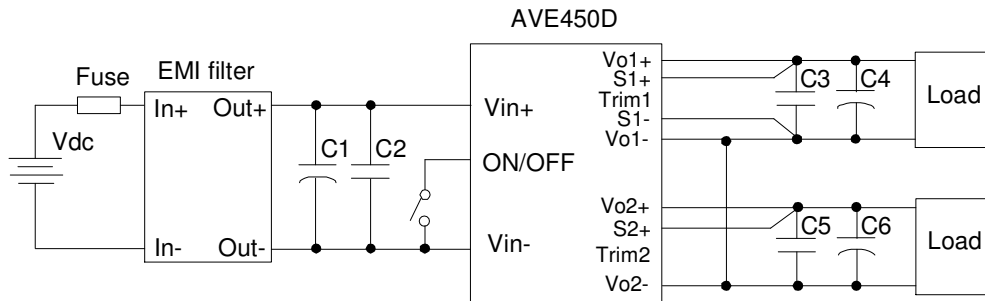 AVE450D
Fuse
EMI filter
Vdc
In+
Out+
In-
Out-
C1
C2
Vin+
ON/OFF
Vin-
Vo1+
S1+
Trim1
S1-
Vo1-
Vo2+
S2+
Trim2
Vo2-
C3
C4
Load
C5
C6
Load